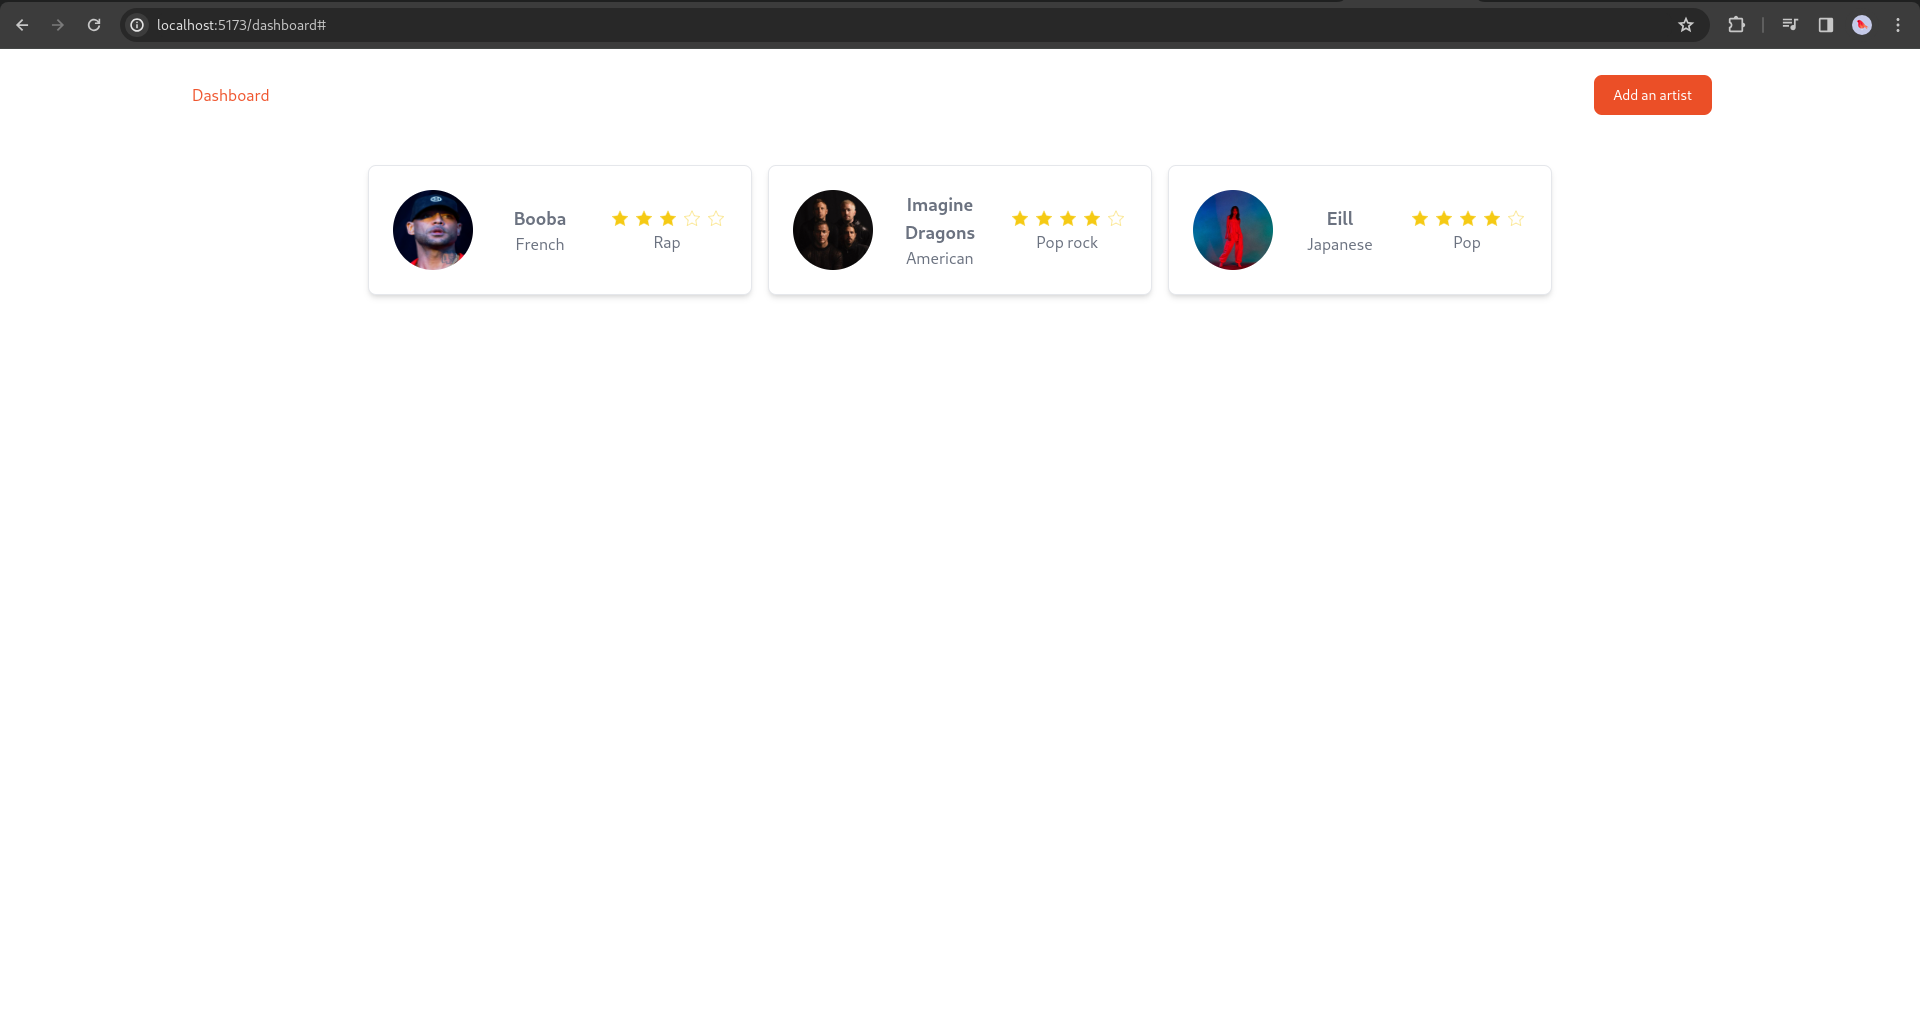 localhost:5173/dashboard#
Dashboard
Add an artist
Booba
French
Rap
Imagine
Dragons
American
Pop rock
Eill
Japanese
Pop